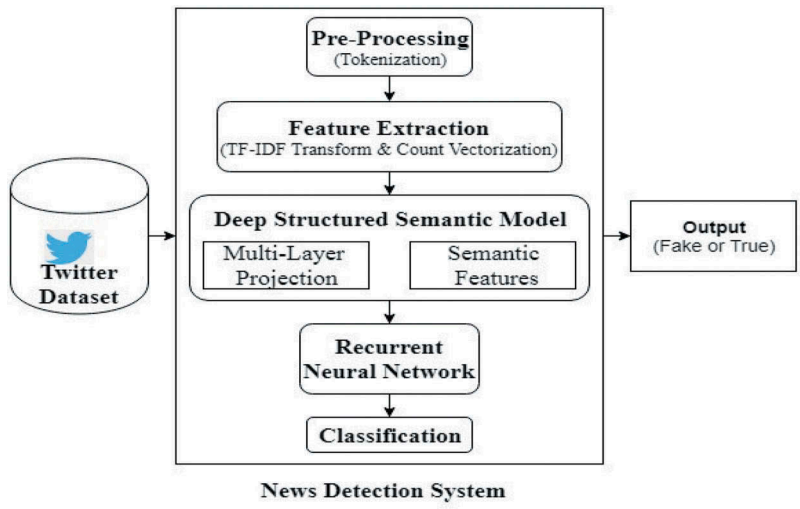 Pre-Processing
(Tokenization)
Feature Extraction
(TF-IDF Transform & Count Vectorization)
Deep Structured Semantic Model
Multi-Layer
Projection
Semantic
Features
Twitter
Dataset
Output
(Fake or True)
Recurrent
Neural Network
Classification
News Detection System